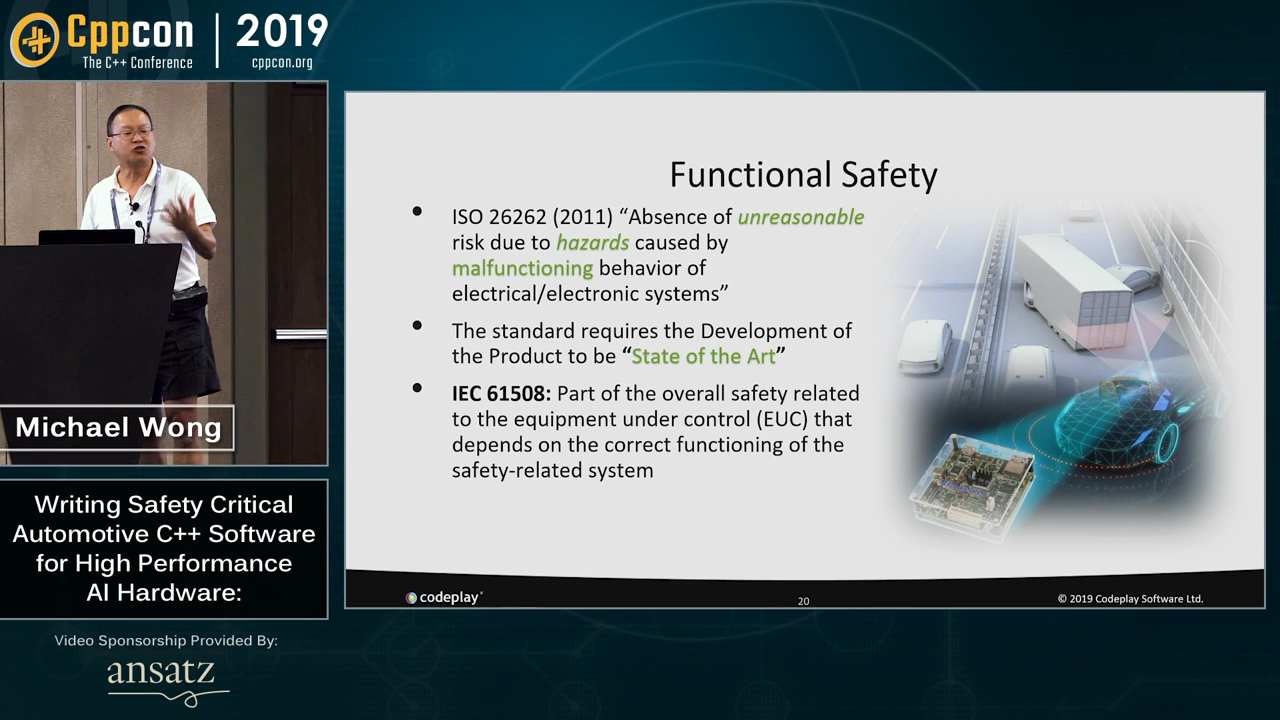 Cppcon
The C++ Conference
2019
cppcon.org
Michael Wong
Writing Safety Critical
Automotive C++ Software
for High Performance
AI Hardware:
Video Sponsorship Provided By:
ansatz
Functional Safety
• ISO 26262 (2011) “Absence of unreasonable
risk due to hazards caused by
malfunctioning behavior of
electrical/electronic systems”
• The standard requires the Development of
the Product to be “State of the Art”
• IEC 61508: Part of the overall safety related
to the equipment under control (EUC) that
depends on the correct functioning of the
safety-related system
codeplay®
20
© 2019 Codeplay Software Ltd.